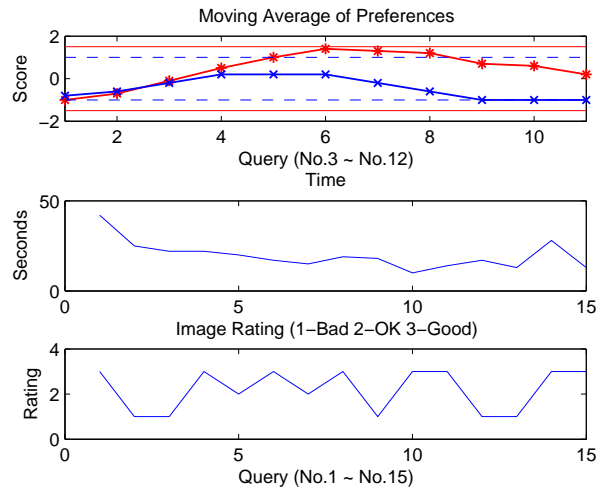 Moving Average of Preferences
2
0
−2
Score
2 4 6 8 10
Query (No.3 ~ No.12)
Time
50
0
Seconds
0 5 10 15
Image Rating (1−Bad 2−OK 3−Good)
4
2
0
Rating
0 5 10 15
Query (No.1 ~ No.15)